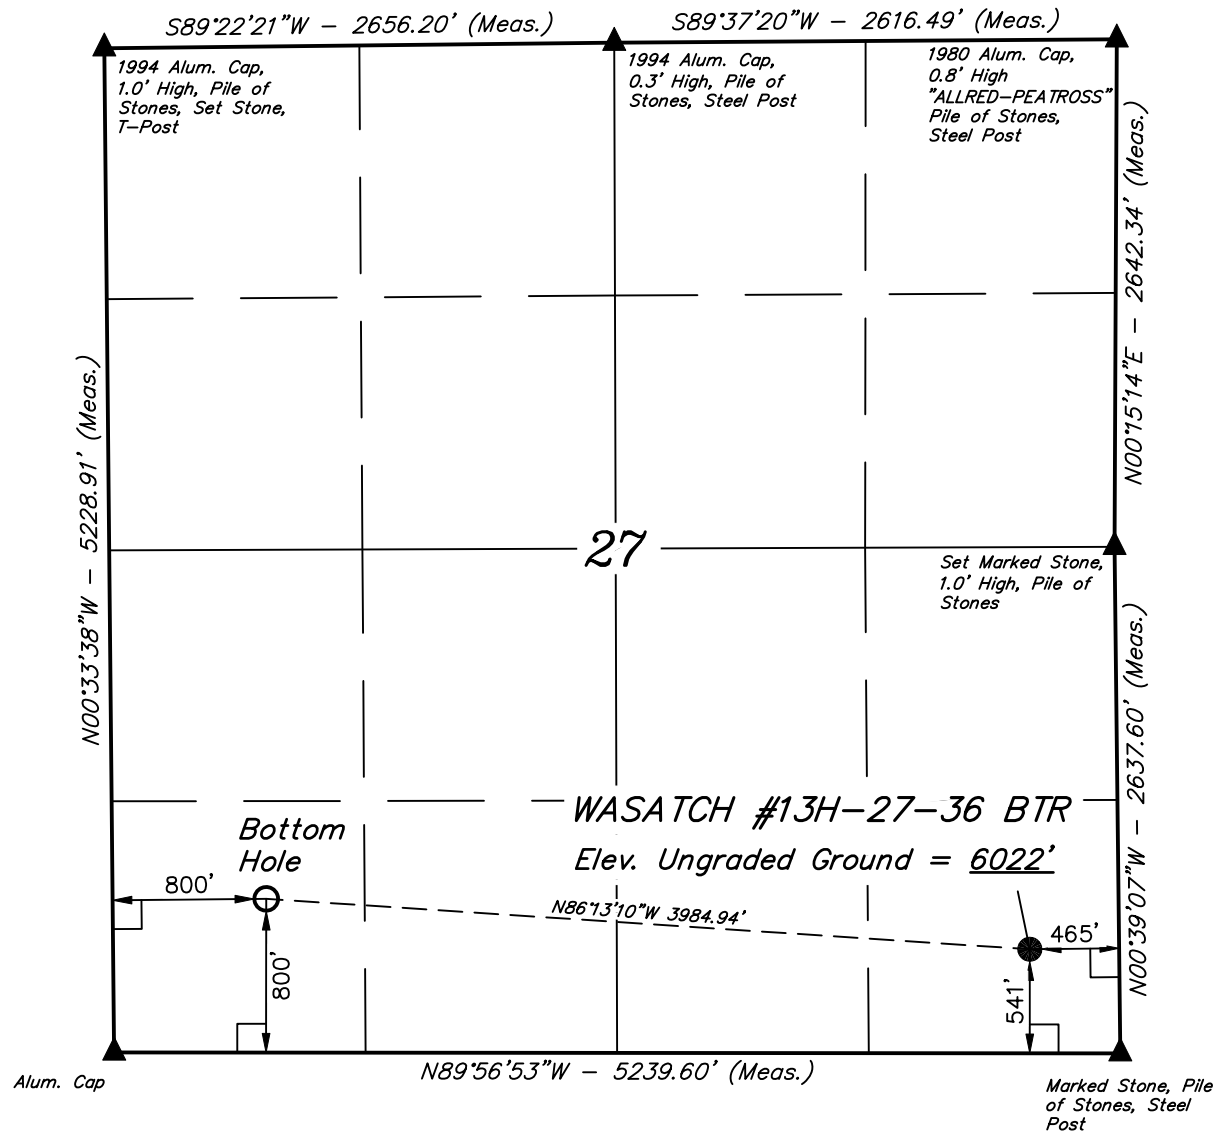 S89°22'21"W - 2656.20' (Meas.)
S89°37'20"W - 2616.49' (Meas.)
1994 Alum. Cap,
1.0' High, Pile of
Stones, Set Stone,
T-Post
1994 Alum. Cap,
0.3' High, Pile of
Stones, Steel Post
1980 Alum. Cap,
0.8' High
"ALLRED-PEATROSS"
Pile of Stones,
Steel Post
N00°15'14"E - 2642.34' (Meas.)
N00°33'38"W - 5228.91' (Meas.)
27
Set Marked Stone,
1.0' High, Pile of
Stones
N00°39'07"W - 2637.60' (Meas.)
WASATCH #13H-27-36 BTR
Elev. Ungraded Ground = 6022'
Bottom
Hole
800'
800'
N86°13'10"W 3984.94'
465'
541'
N89°56'53"W - 5239.60' (Meas.)
Alum. Cap
Marked Stone, Pile
of Stones, Steel
Post